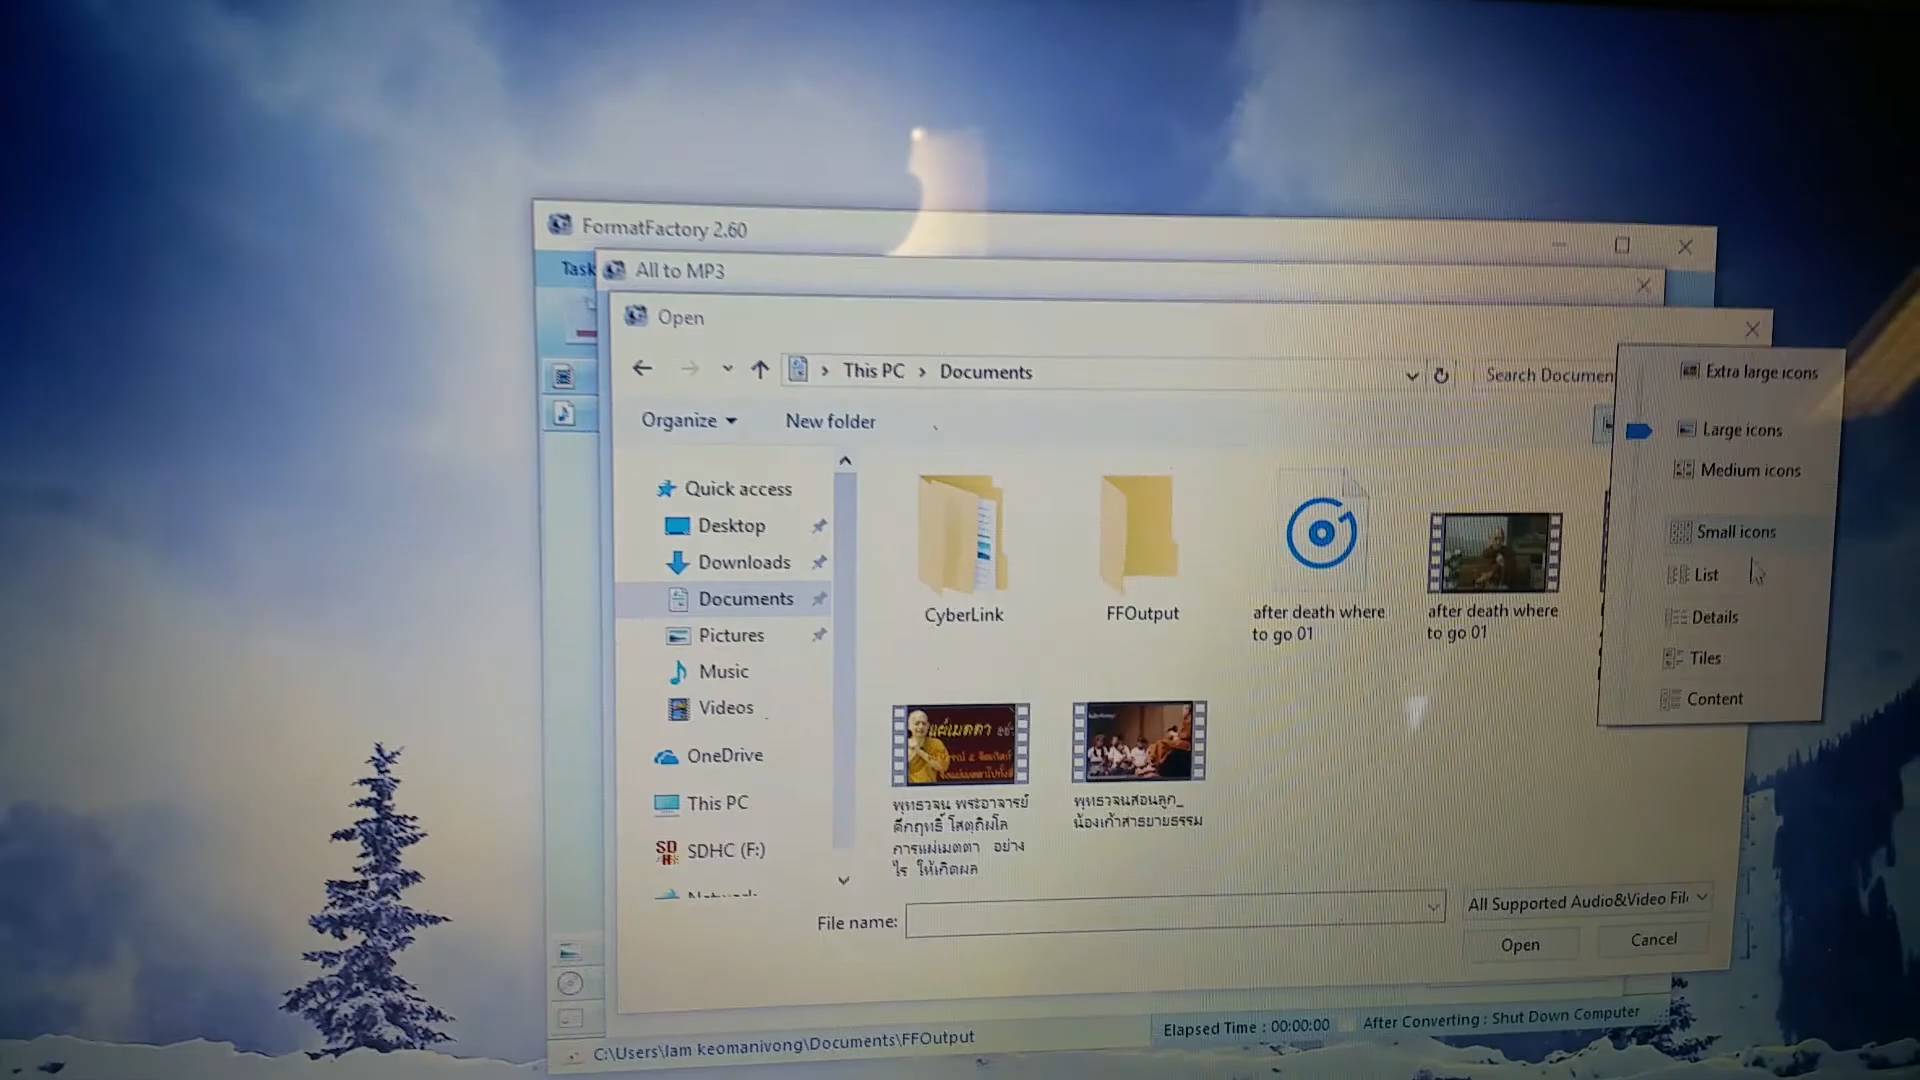 FormatFactory 2.60
Task
All to MP3
Open
This PC
Documents
Search Documen
Organize
New folder
Extra large icons
Large icons
Medium icons
Small icons
List
Details
Tiles
Content
Quick access
Desktop
Downloads
Documents
Pictures
Music
Videos
OneDrive
This PC
SDHC (F:)
CyberLink
FFOutput
after death where
to go 01
after death where
to go 01
แผ่เมตตา
พุทธวจน พระอาจารย์
คึกฤทธิ์ โสตฺถิผโล
การแผ่เมตตา อย่าง
ไร ให้เกิดผล
พุทธวจนสอนลูก_
น้องเก้าสาธยายธรรม
File name:
All Supported Audio&Video Fil
Open
Cancel
C:\Users\lam keomanivong\Documents\FFOutput
Elapsed Time : 00:00:00
After Converting : Shut Down Computer